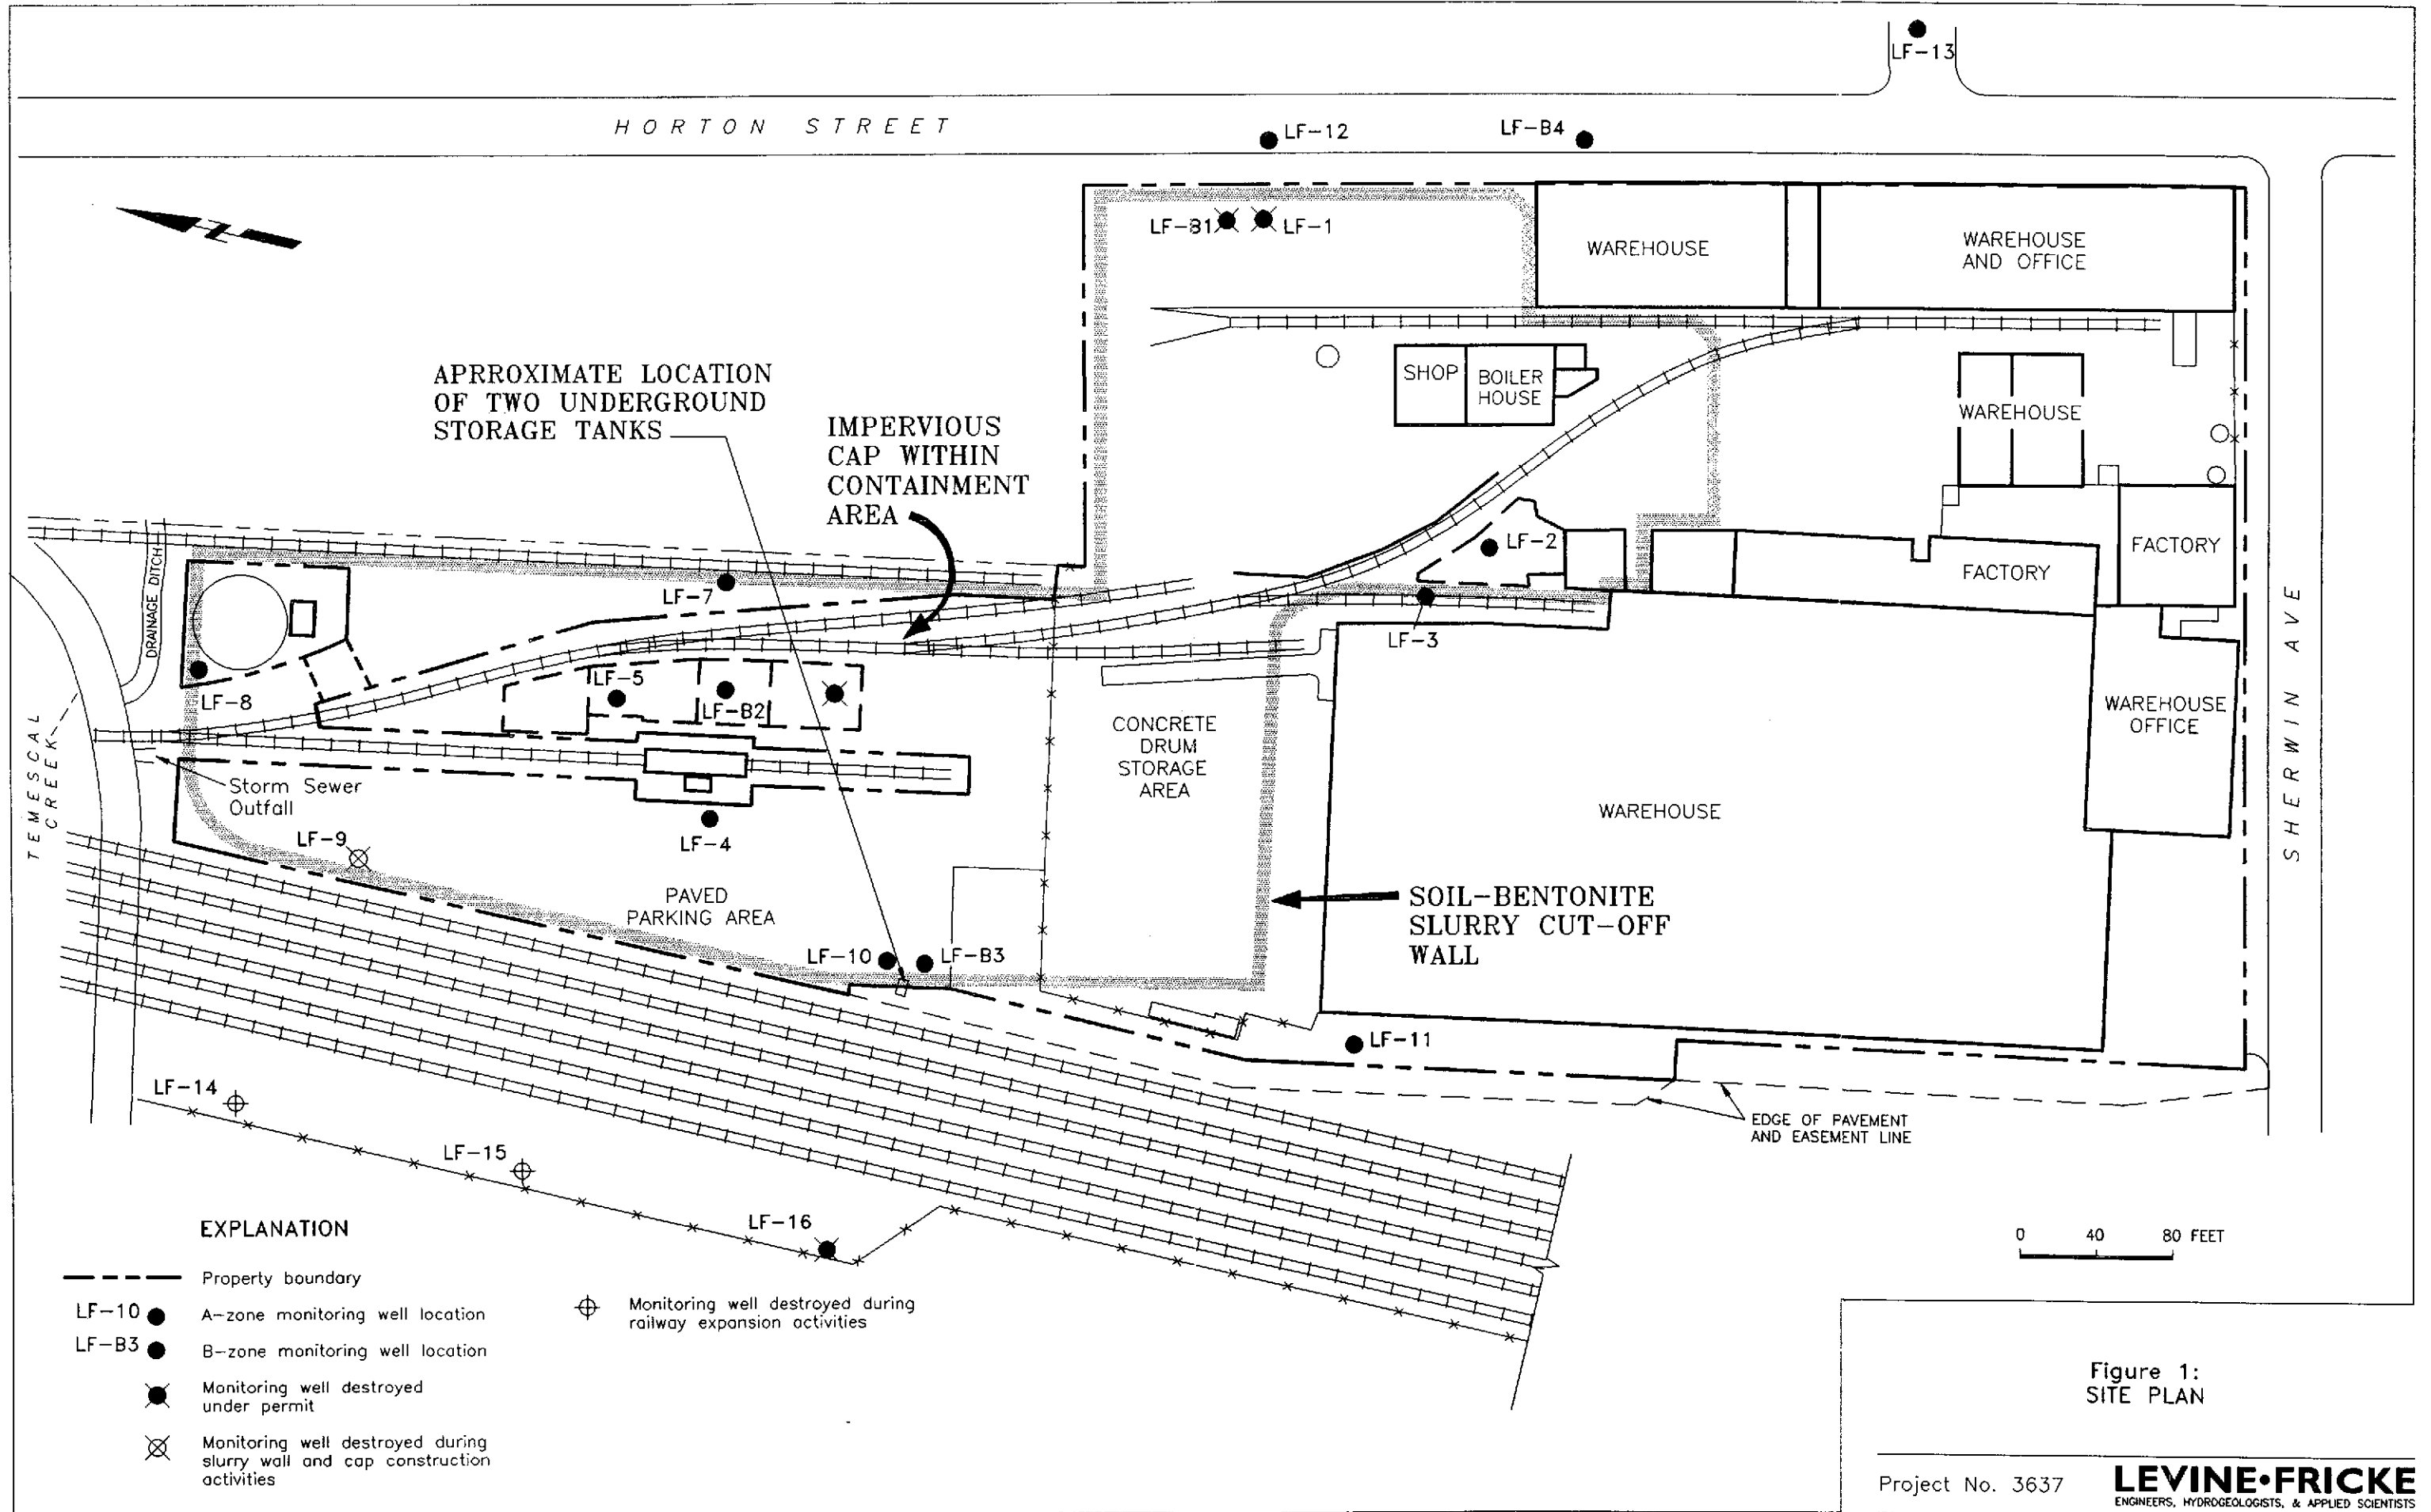 LF-13
HORTON STREET
LF-12
LF-B4
LF-B1
LF-1
WAREHOUSE
WAREHOUSE
AND OFFICE
APRROXIMATE LOCATION
OF TWO UNDERGROUND
STORAGE TANKS
IMPERVIOUS
CAP WITHIN
CONTAINMENT
AREA
SHOP
BOILER
HOUSE
WAREHOUSE
LF-2
FACTORY
FACTORY
DRAINAGE DITCH
LF-7
LF-3
SHERWIN AVE
LF-8
LF-5
LF-B2
TEMESCAL
CREEK
CONCRETE
DRUM
STORAGE
AREA
WAREHOUSE
OFFICE
Storm Sewer
Outfall
LF-9
LF-4
WAREHOUSE
PAVED
PARKING AREA
SOIL-BENTONITE
SLURRY CUT-OFF
WALL
LF-10
LF-B3
LF-11
LF-14
EDGE OF PAVEMENT
AND EASEMENT LINE
LF-15
LF-16
EXPLANATION
Property boundary
LF-10
A-zone monitoring well location
LF-B3
B-zone monitoring well location
Monitoring well destroyed
under permit
Monitoring well destroyed during
slurry wall and cap construction
activities
Monitoring well destroyed during
railway expansion activities
0 40 80 FEET
Figure 1:
SITE PLAN
Project No. 3637
LEVINE•FRICKE
ENGINEERS, HYDROGEOLOGISTS, & APPLIED SCIENTISTS